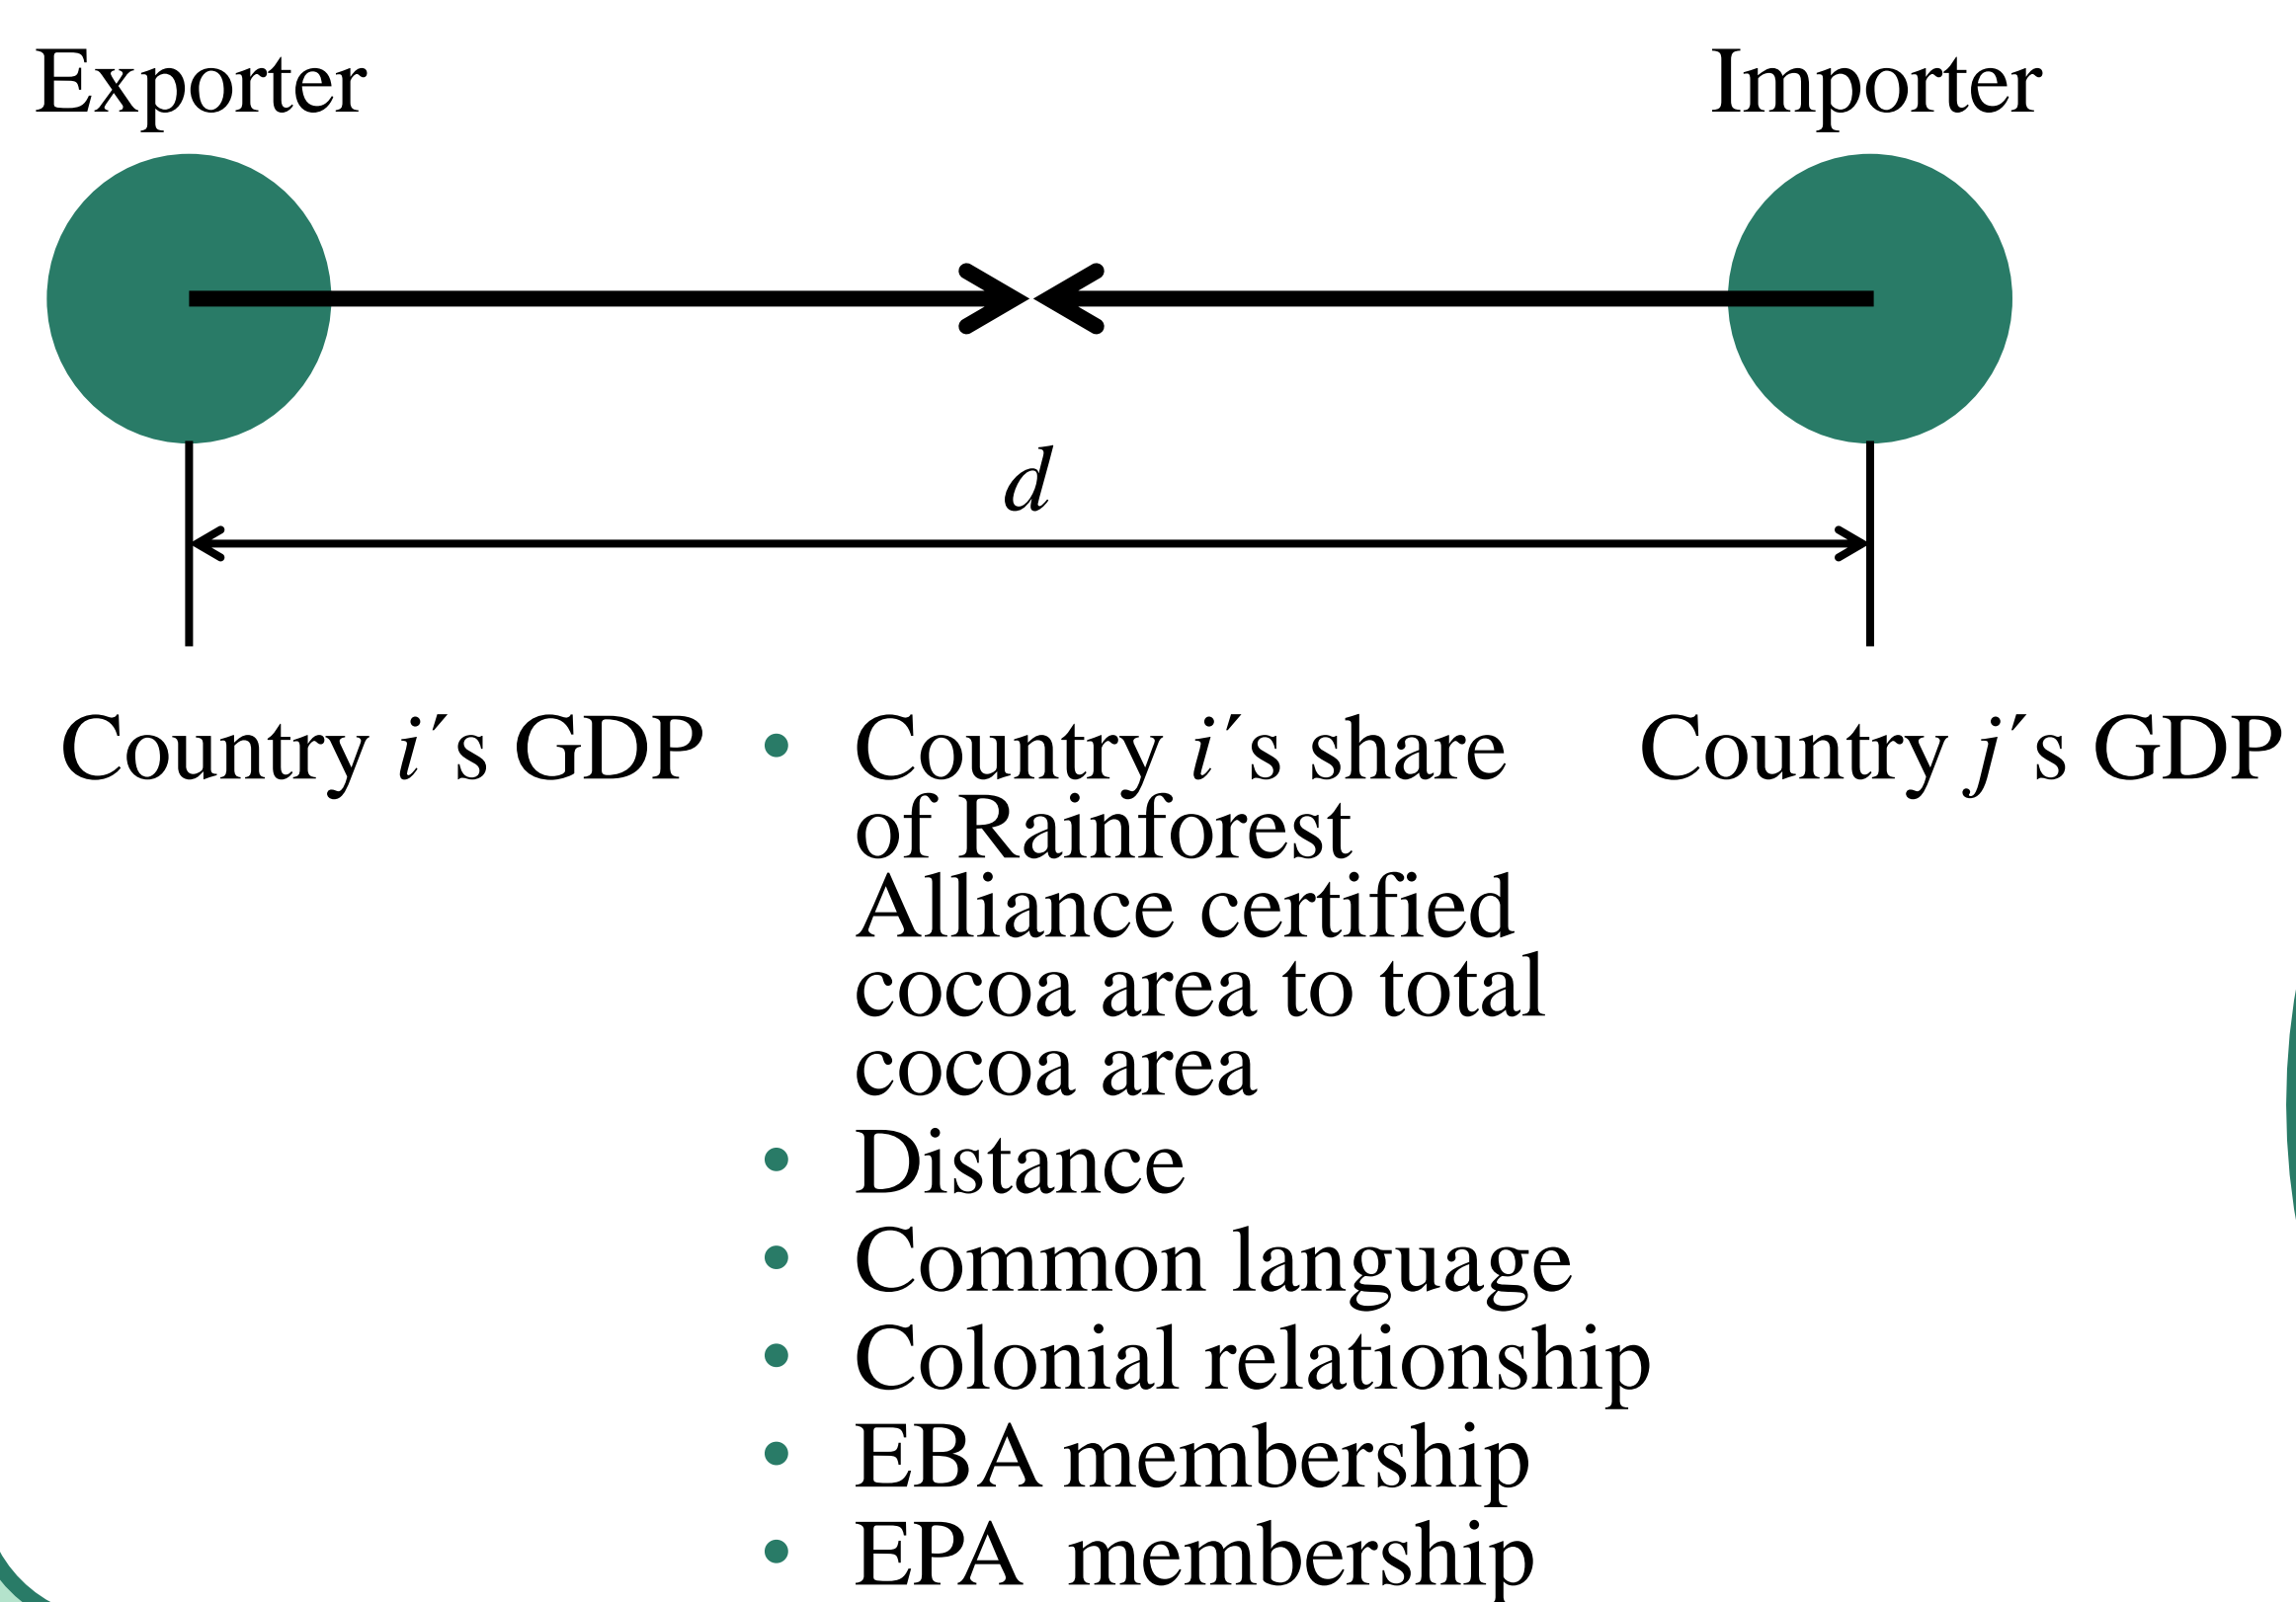 Exporter
Importer
d
Country i´s GDP
• Country i´s share
of Rainforest
Alliance certified
cocoa area to total
cocoa area
• Distance
• Common language
• Colonial relationship
• EBA membership
• EPA membership
Country j´s GDP